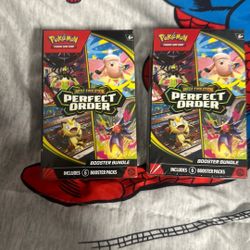 POKÉMON
MEGA EVOLUTION
PERFECT ORDER
BOOSTER BUNDLE
INCLUDES 6 BOOSTER PACKS
POKÉMON
MEGA EVOLUTION
PERFECT ORDER
BOOSTER BUNDLE
INCLUDES 6 BOOSTER PACKS